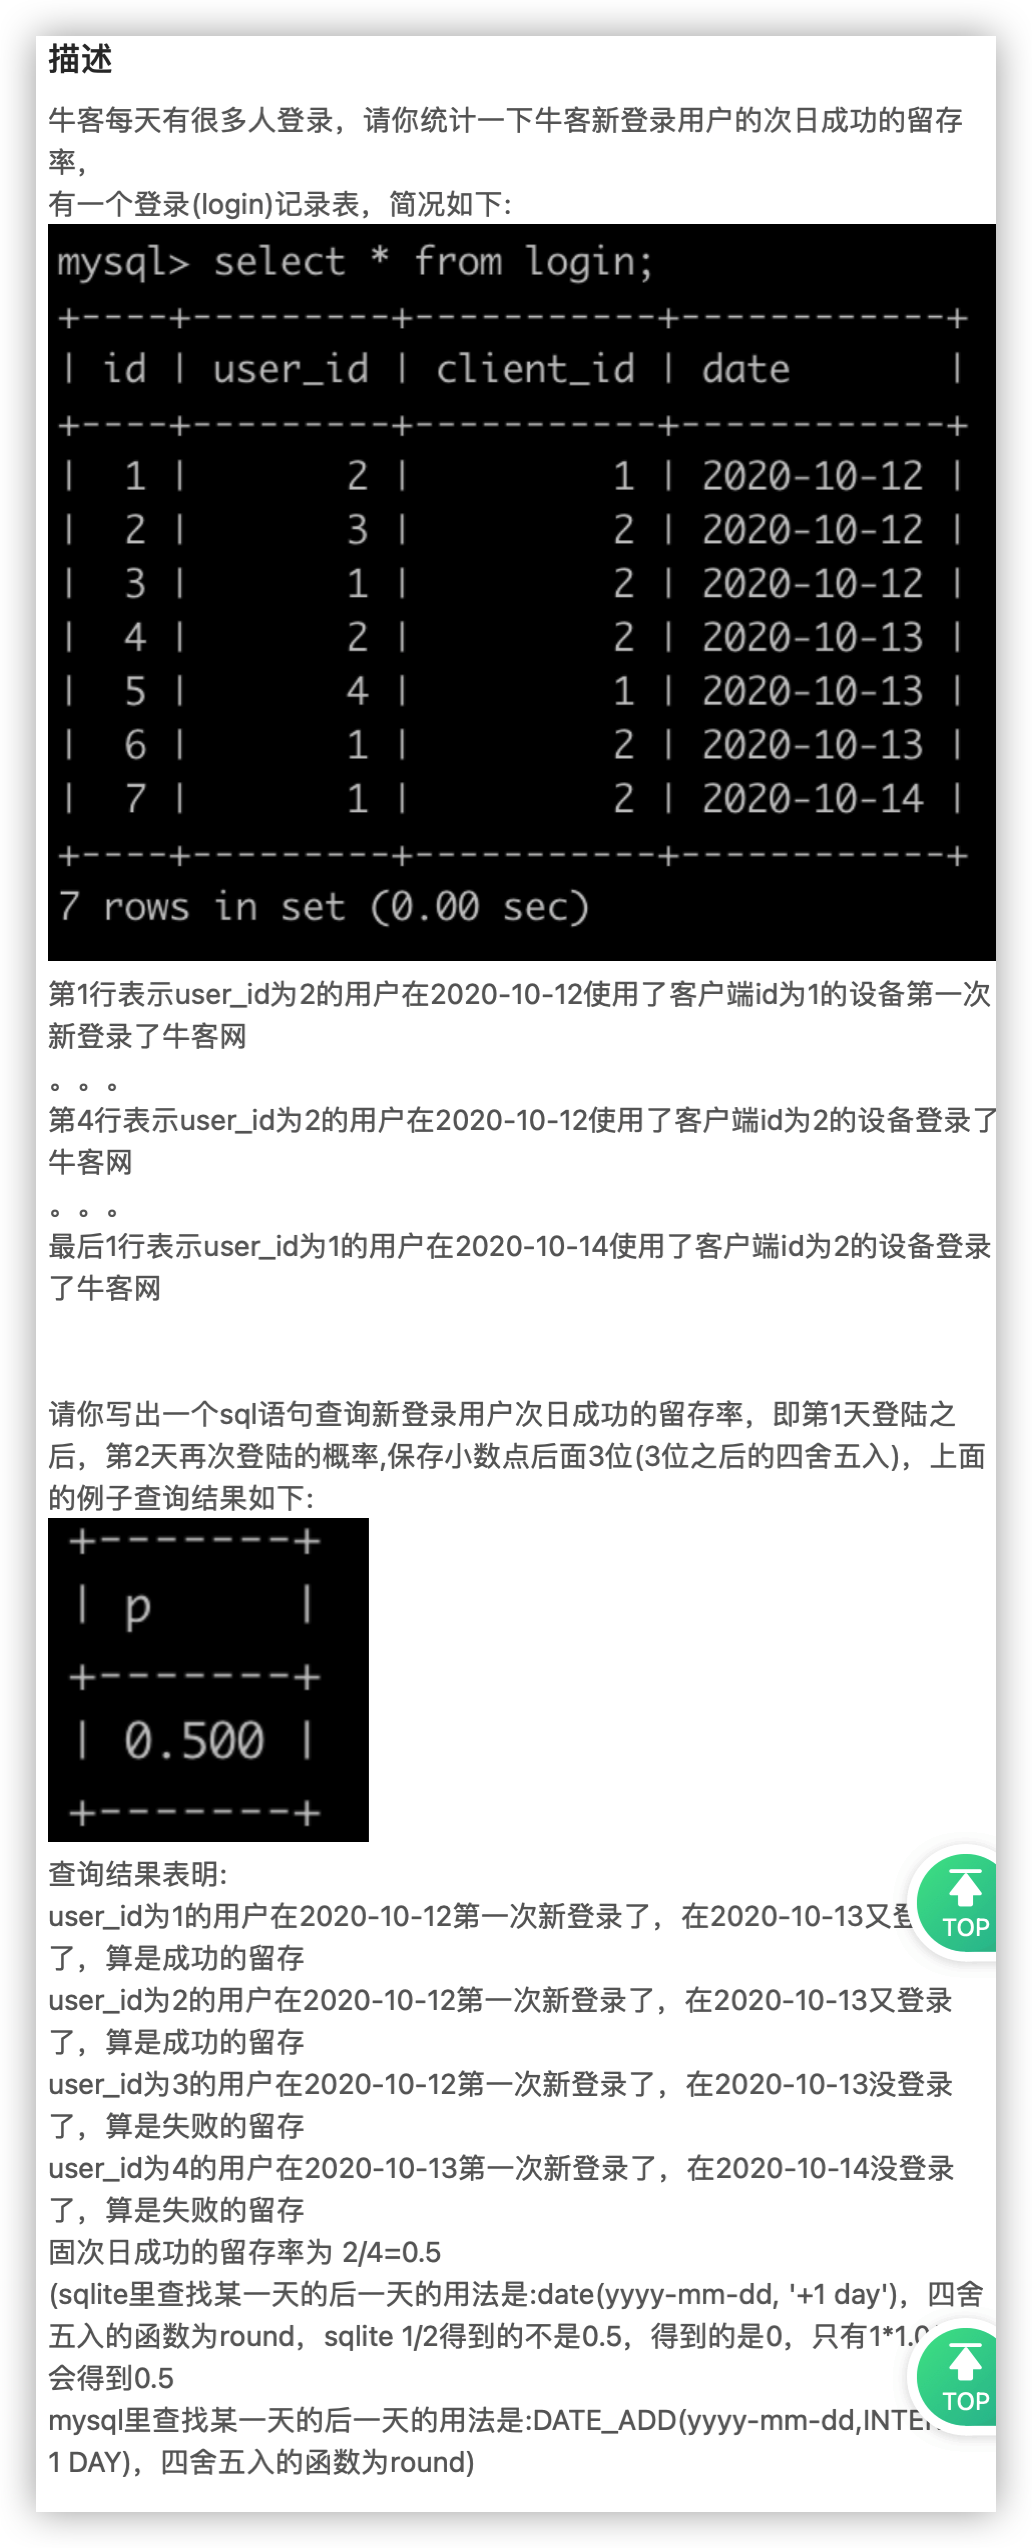 描述
牛客每天有很多人登录，请你统计一下牛客新登录用户的次日成功的留存
率，
有一个登录(login)记录表，简况如下:
mysql> select * from login;
+----+---------+-----------+------------+
| id | user_id | client_id | date       |
+----+---------+-----------+------------+
|  1 |       2 |         1 | 2020-10-12 |
|  2 |       3 |         2 | 2020-10-12 |
|  3 |       1 |         2 | 2020-10-12 |
|  4 |       2 |         2 | 2020-10-13 |
|  5 |       4 |         1 | 2020-10-13 |
|  6 |       1 |         2 | 2020-10-13 |
|  7 |       1 |         2 | 2020-10-14 |
+----+---------+-----------+------------+
7 rows in set (0.00 sec)
第1行表示user_id为2的用户在2020-10-12使用了客户端id为1的设备第一次
新登录了牛客网
。。。
第4行表示user_id为2的用户在2020-10-12使用了客户端id为2的设备登录了
牛客网
。。。
最后1行表示user_id为1的用户在2020-10-14使用了客户端id为2的设备登录
了牛客网
请你写出一个sql语句查询新登录用户次日成功的留存率，即第1天登陆之
后，第2天再次登陆的概率,保存小数点后面3位(3位之后的四舍五入)，上面
的例子查询结果如下:
+-------+
| p     |
+-------+
| 0.500 |
+-------+
查询结果表明:
user_id为1的用户在2020-10-12第一次新登录了，在2020-10-13又登
TOP
了，算是成功的留存
user_id为2的用户在2020-10-12第一次新登录了，在2020-10-13又登录
了，算是成功的留存
user_id为3的用户在2020-10-12第一次新登录了，在2020-10-13没登录
了，算是失败的留存
user_id为4的用户在2020-10-13第一次新登录了，在2020-10-14没登录
了，算是失败的留存
固次日成功的留存率为 2/4=0.5
(sqlite里查找某一天的后一天的用法是:date(yyyy-mm-dd, '+1 day')，四舍
五入的函数为round，sqlite 1/2得到的不是0.5，得到的是0，只有1*1.0
会得到0.5
TOP
mysql里查找某一天的后一天的用法是:DATE_ADD(yyyy-mm-dd,INTE
1 DAY)，四舍五入的函数为round)